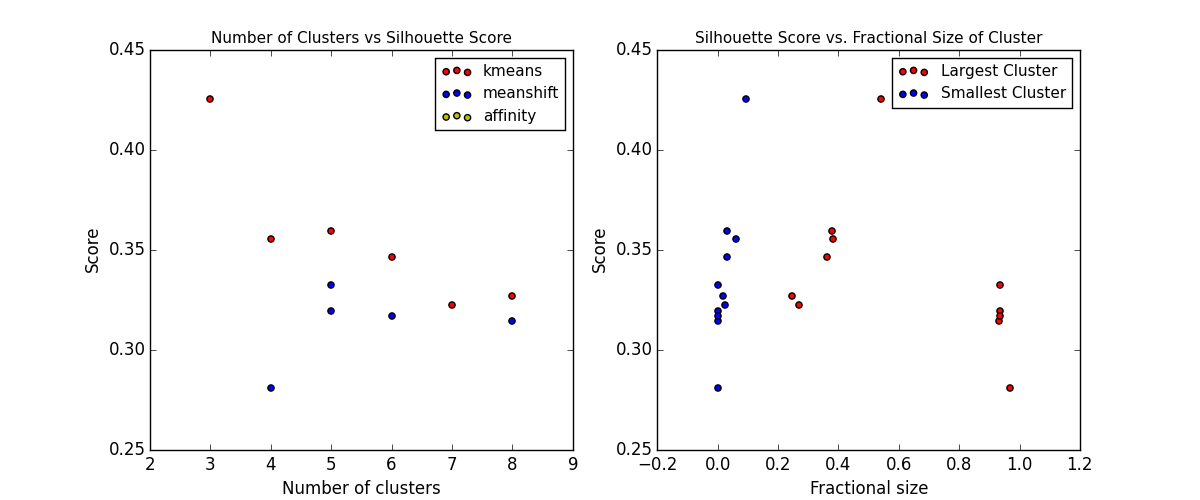 Number of Clusters vs Silhouette Score
0.45
0.40
0.35
0.30
0.25
Score
kmeans
meanshift
affinity
2 3 4 5 6 7 8 9
Number of clusters
Silhouette Score vs. Fractional Size of Cluster
0.45
0.40
0.35
0.30
0.25
Score
Largest Cluster
Smallest Cluster
−0.2 0.0 0.2 0.4 0.6 0.8 1.0 1.2
Fractional size